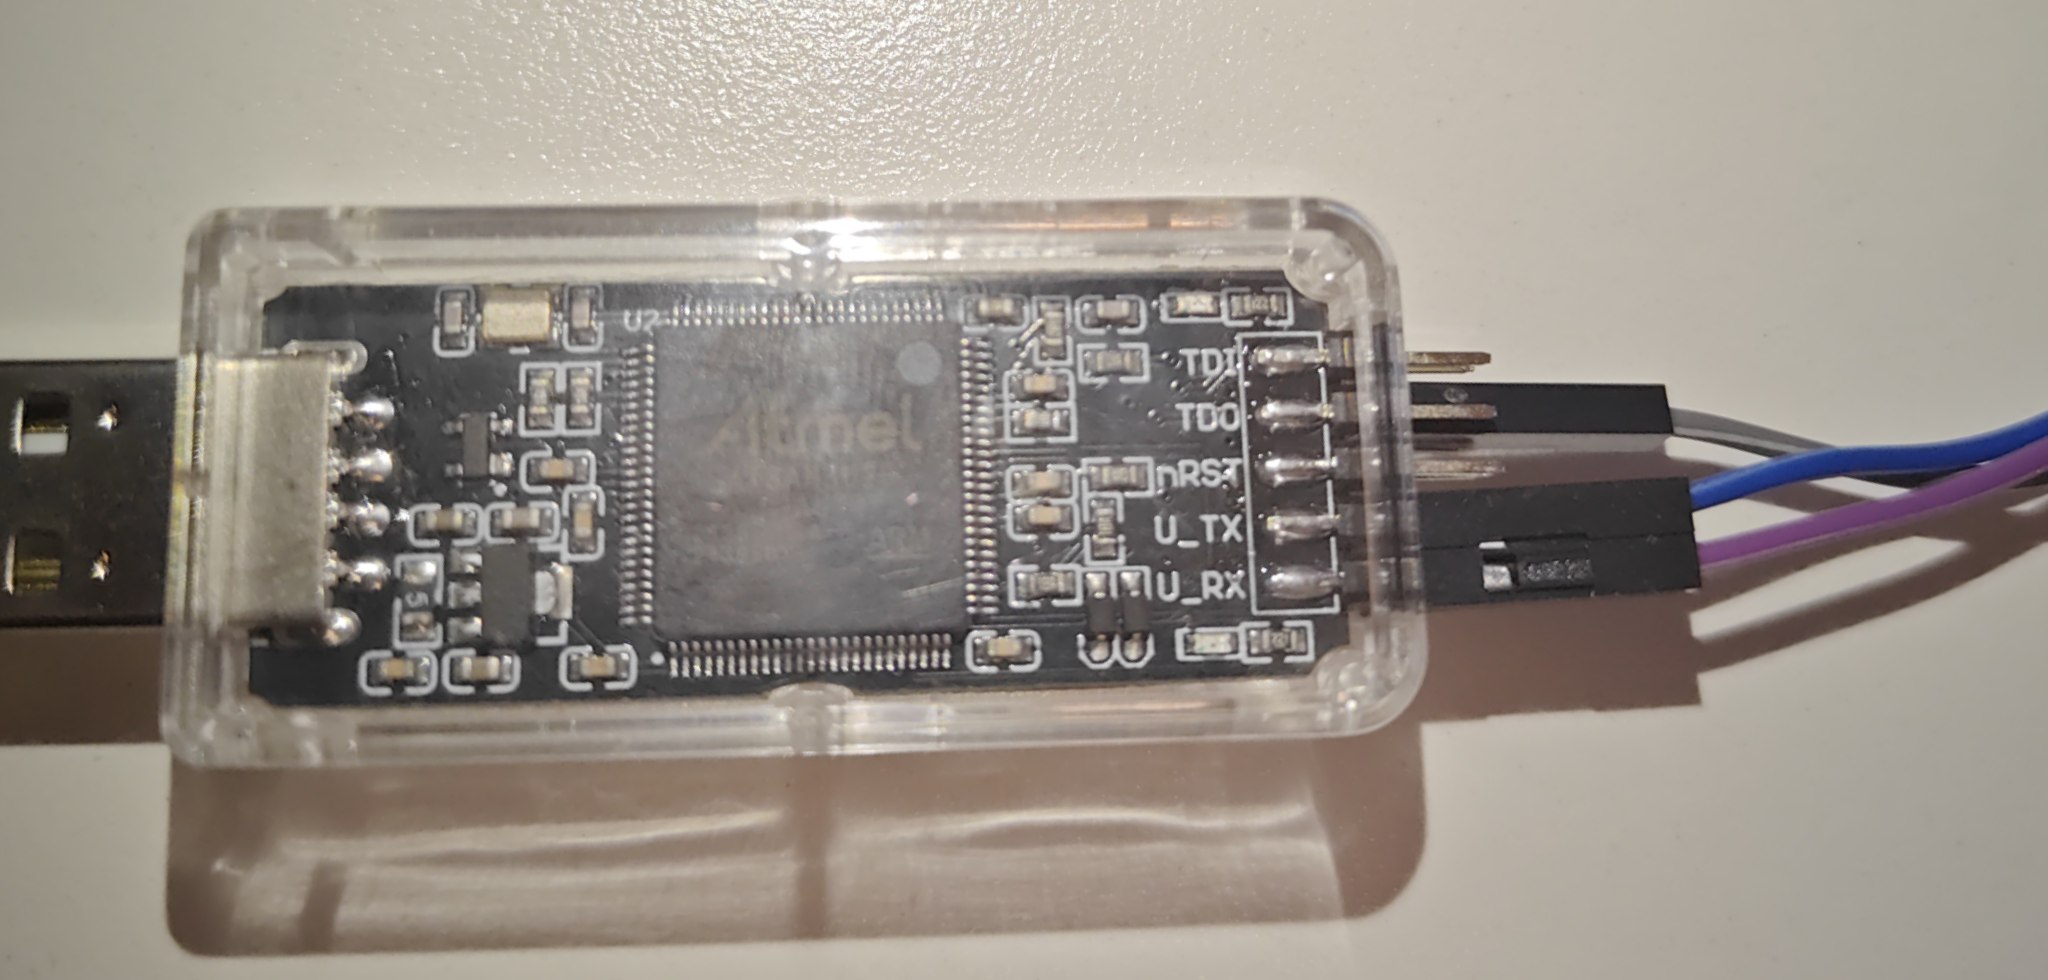 U2
Atmel
TDI
TDO
nRST
U_TX
U_RX